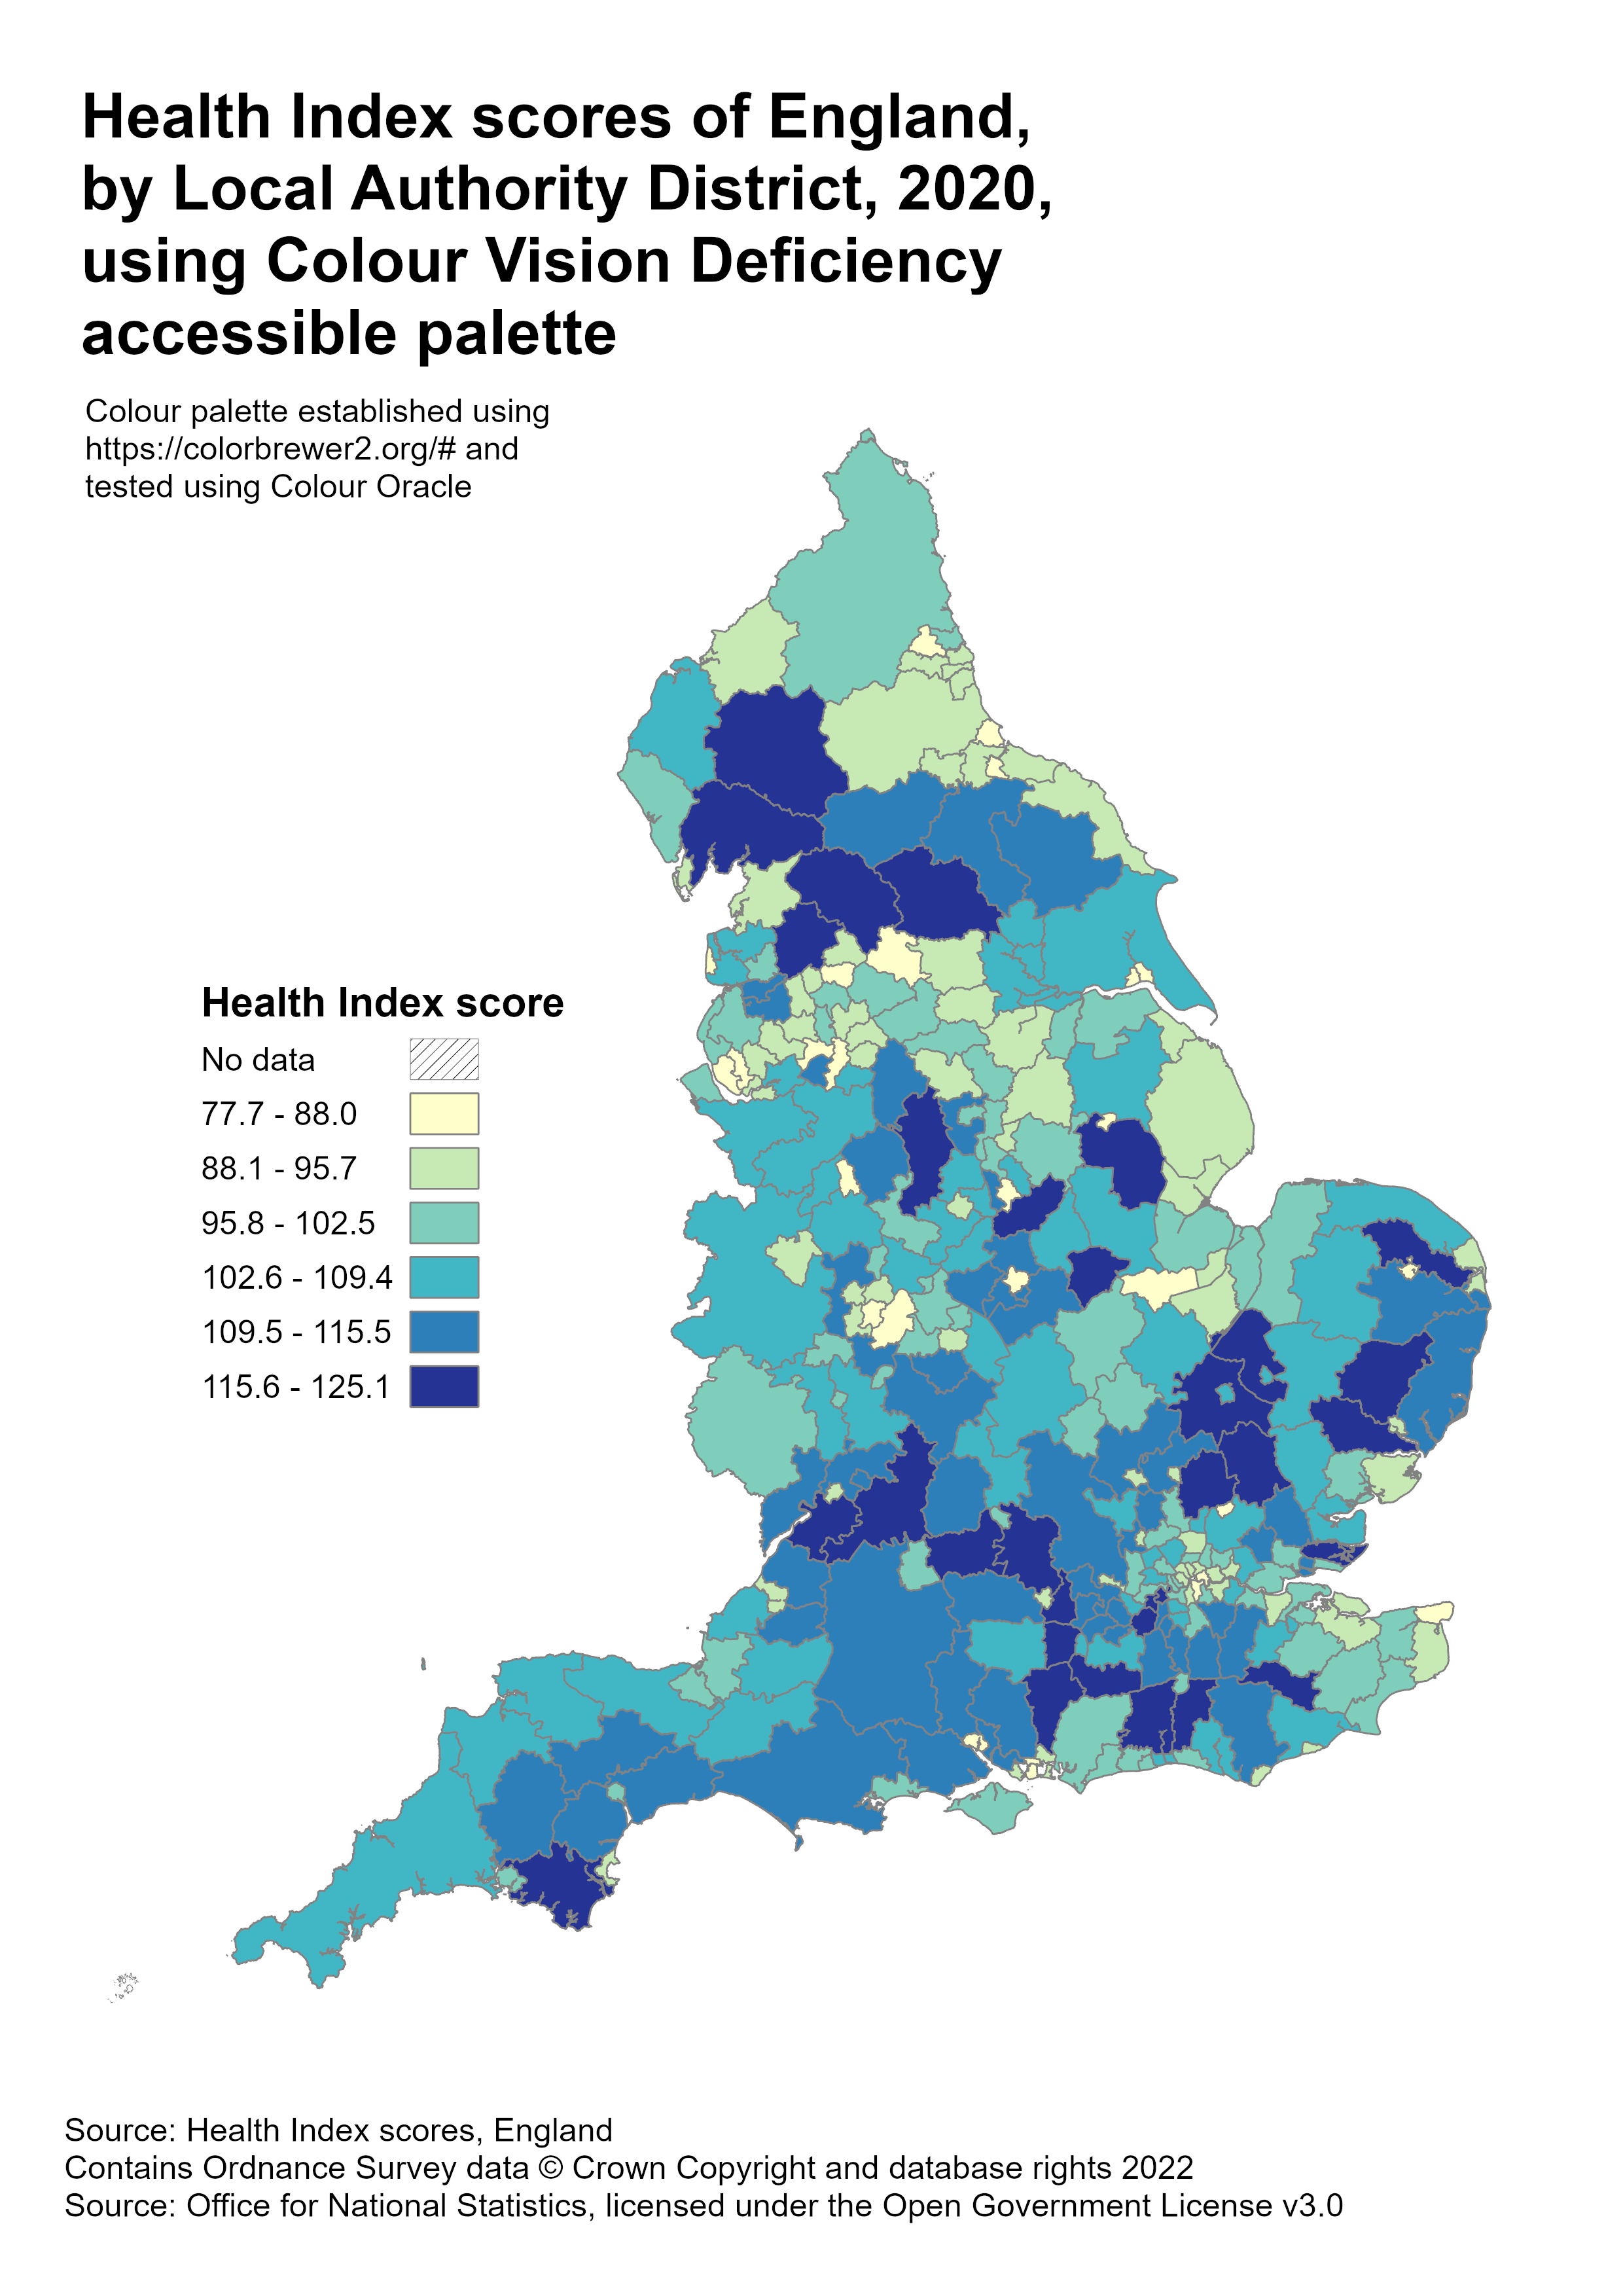 Health Index scores of England,
by Local Authority District, 2020,
using Colour Vision Deficiency
accessible palette
Colour palette established using
https://colorbrewer2.org/# and
tested using Colour Oracle
Health Index score
No data
77.7 - 88.0
88.1 - 95.7
95.8 - 102.5
102.6 - 109.4
109.5 - 115.5
115.6 - 125.1
Source: Health Index scores, England
Contains Ordnance Survey data © Crown Copyright and database rights 2022
Source: Office for National Statistics, licensed under the Open Government License v3.0